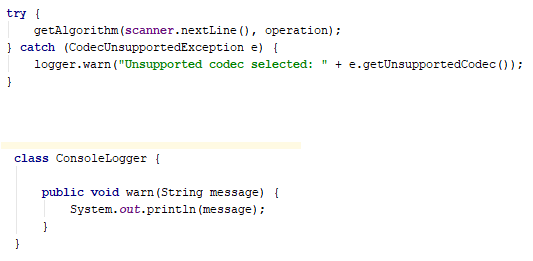 try {
    getAlgorithm(scanner.nextLine(), operation);
} catch (CodecUnsupportedException e) {
    logger.warn("Unsupported codec selected: " + e.getUnsupportedCodec());
}
class ConsoleLogger {
    public void warn(String message) {
        System.out.println(message);
    }
}